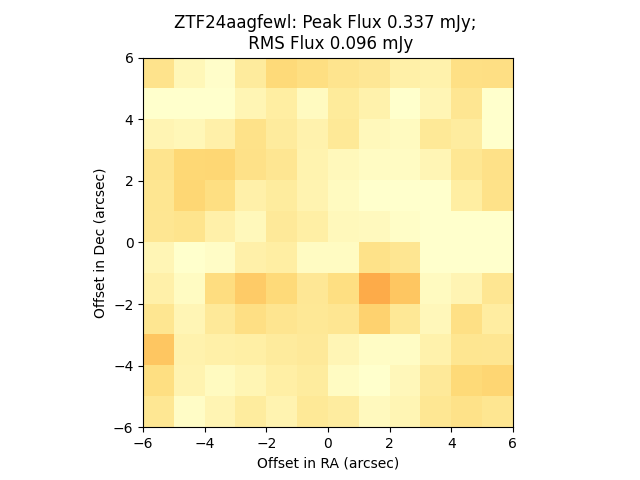 ZTF24aagfewl: Peak Flux 0.337 mJy;
RMS Flux 0.096 mJy
6
4
2
0
−2
−4
−6
Offset in Dec (arcsec)
−6 −4 −2 0 2 4 6
Offset in RA (arcsec)